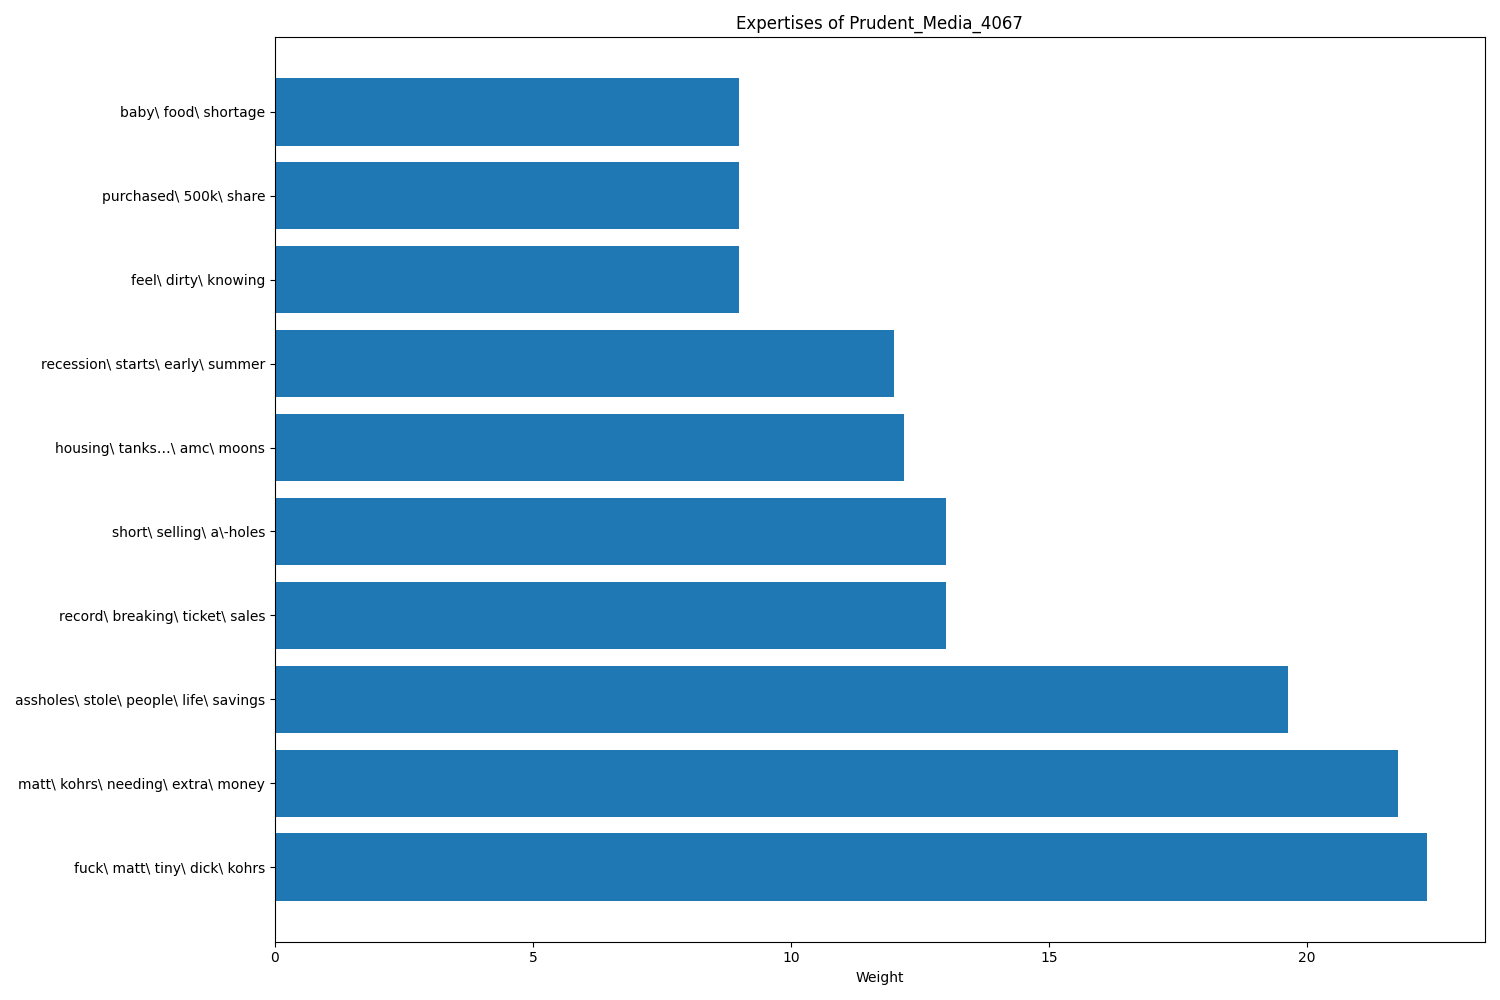 Expertises of Prudent_Media_4067
baby\ food\ shortage
purchased\ 500k\ share
feel\ dirty\ knowing
recession\ starts\ early\ summer
housing\ tanks…\ amc\ moons
short\ selling\ a\-holes
record\ breaking\ ticket\ sales
assholes\ stole\ people\ life\ savings
matt\ kohrs\ needing\ extra\ money
fuck\ matt\ tiny\ dick\ kohrs
0 5 10 15 20
Weight